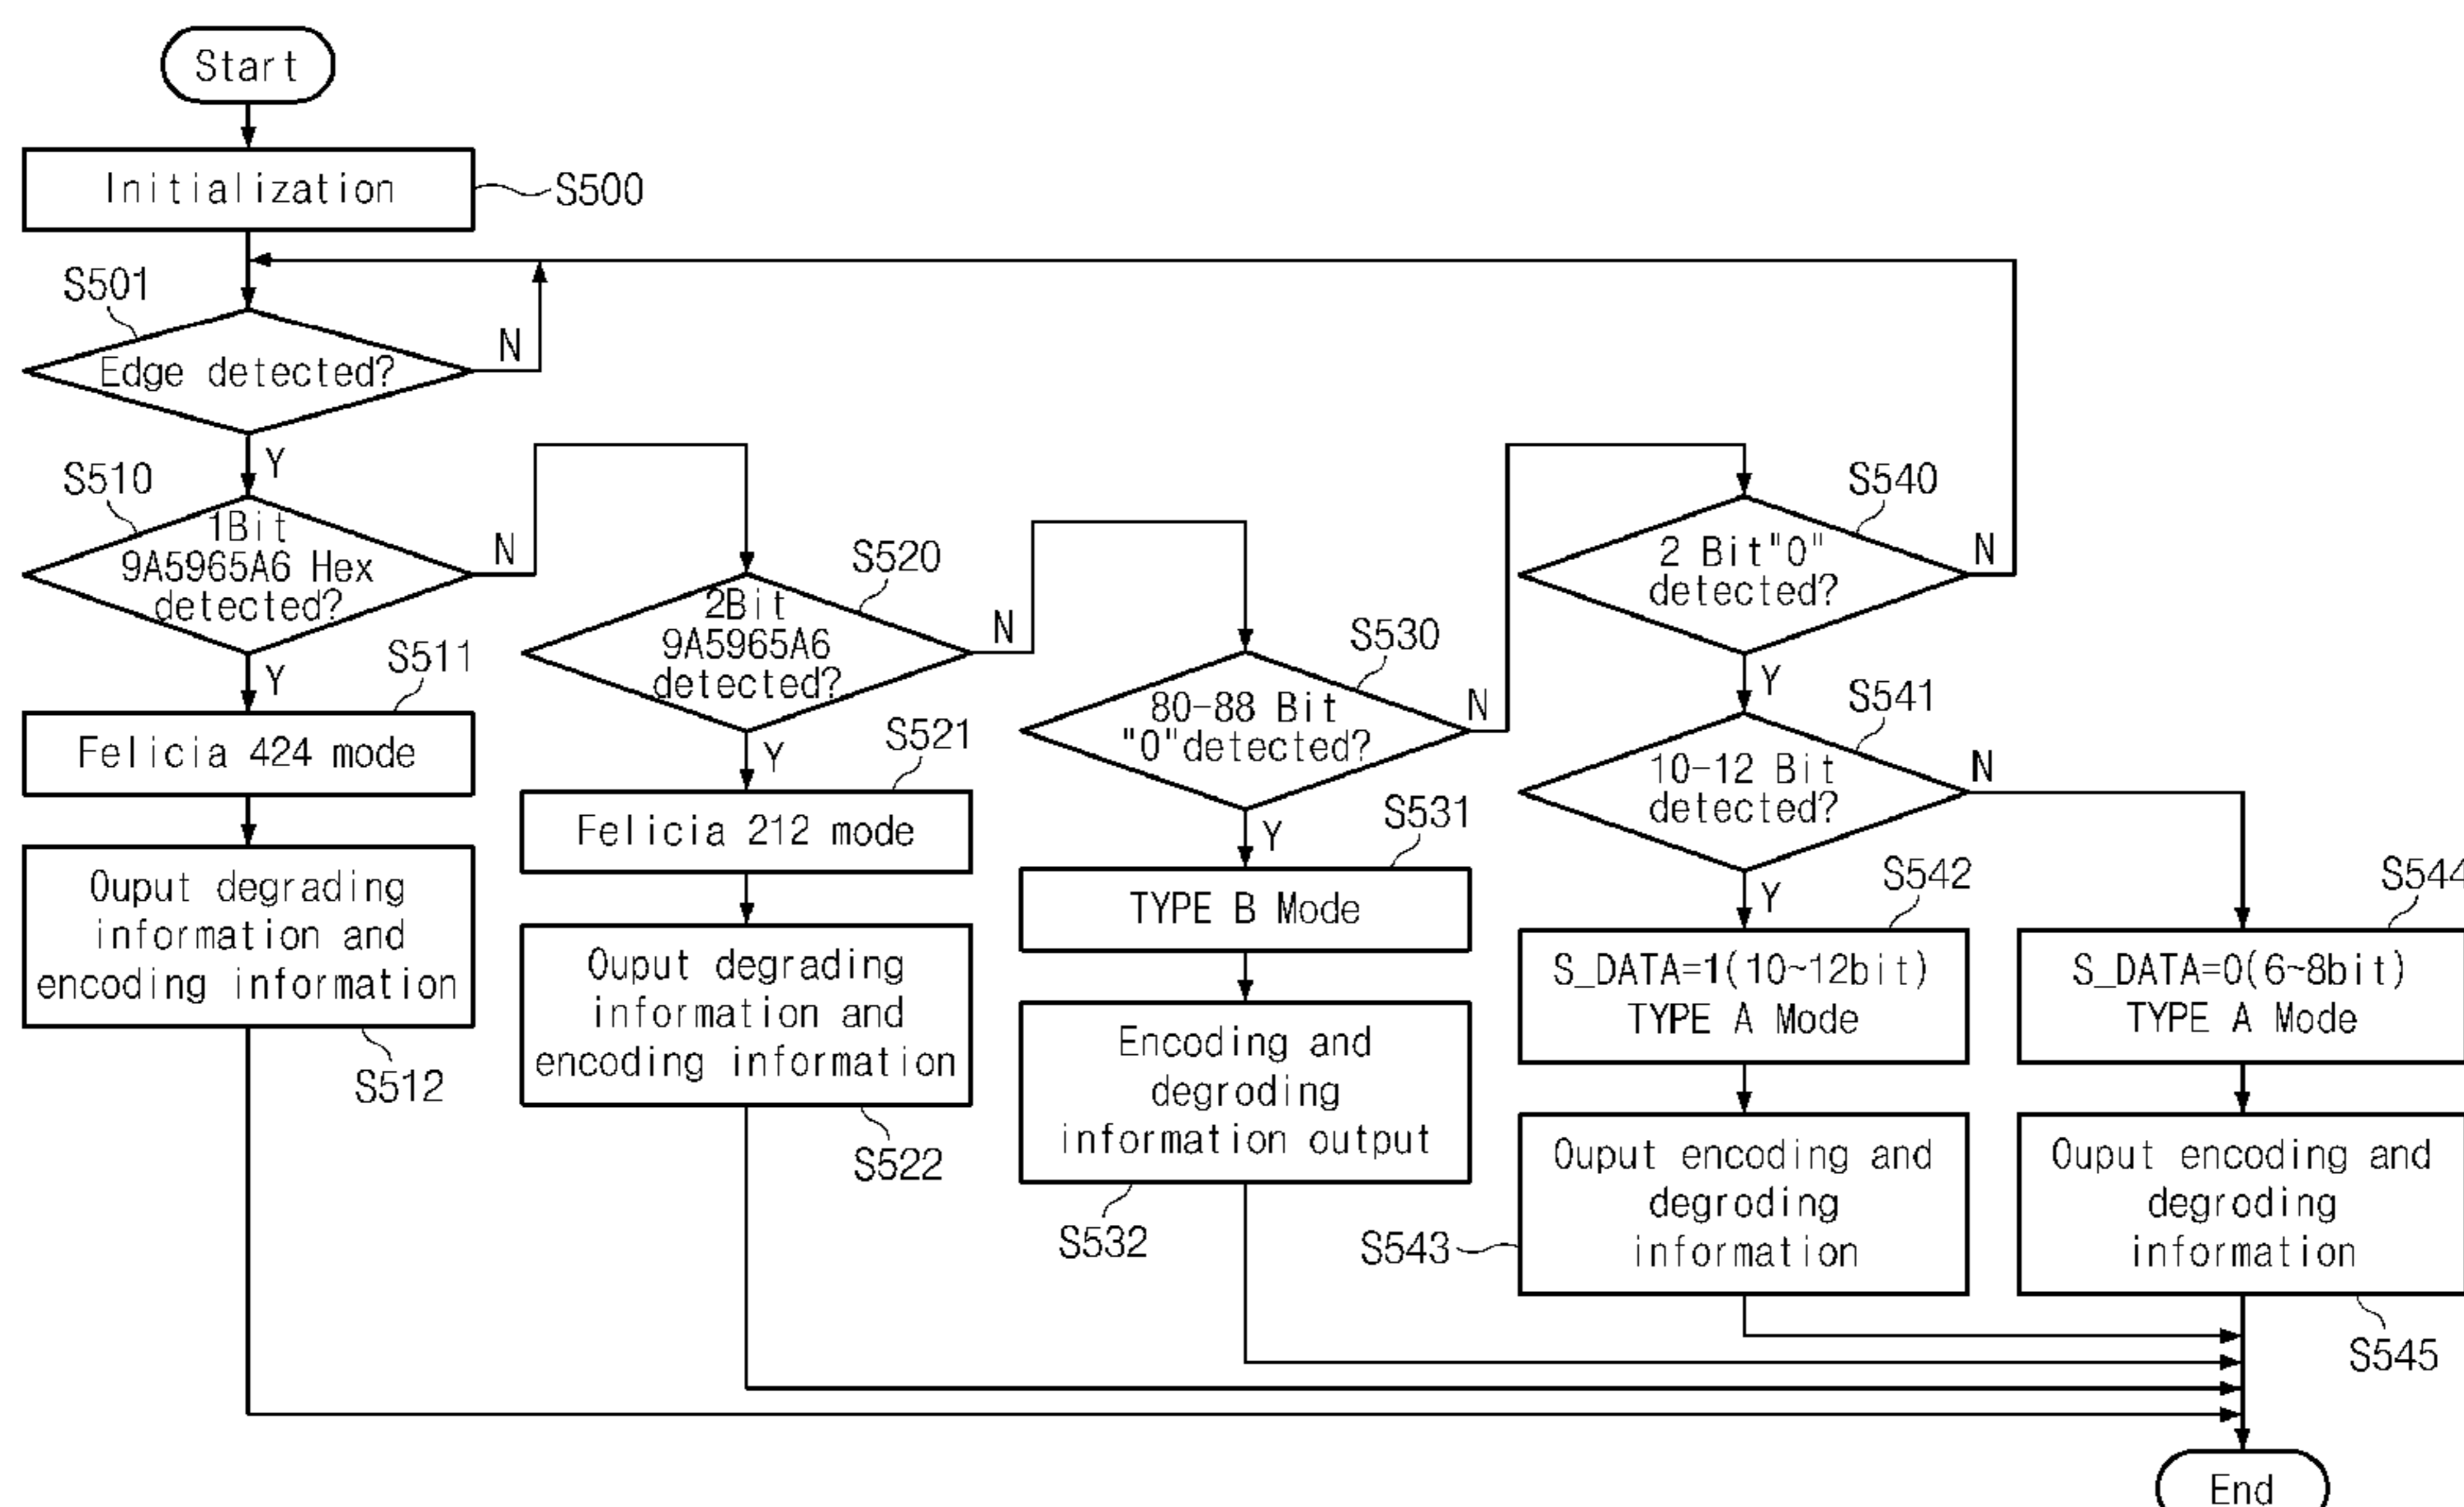 Start
Initialization
S500
S501
Edge detected?
N
Y
S510
1Bit
9A5965A6 Hex
detected?
N
Y
S511
Felicia 424 mode
Ouput degrading
information and
encoding information
S512
S520
2Bit
9A5965A6
detected?
N
Y
S521
Felicia 212 mode
Ouput degrading
information and
encoding information
S522
S530
80-88 Bit
"0"detected?
N
Y
S531
TYPE B Mode
Encoding and
degroding
information output
S532
S540
2 Bit"0"
detected?
N
Y
S541
10-12 Bit
detected?
N
Y
S542
S_DATA=1(10~12bit)
TYPE A Mode
Ouput encoding and
degroding
information
S543
S544
S_DATA=0(6~8bit)
TYPE A Mode
Ouput encoding and
degroding
information
S545
End